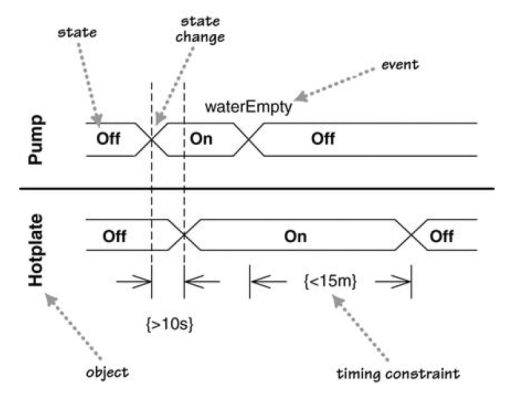 state
state
change
event
waterEmpty
Pump
Off
On
Off
Hotplate
Off
On
Off
{>10s}
{<15m}
object
timing constraint